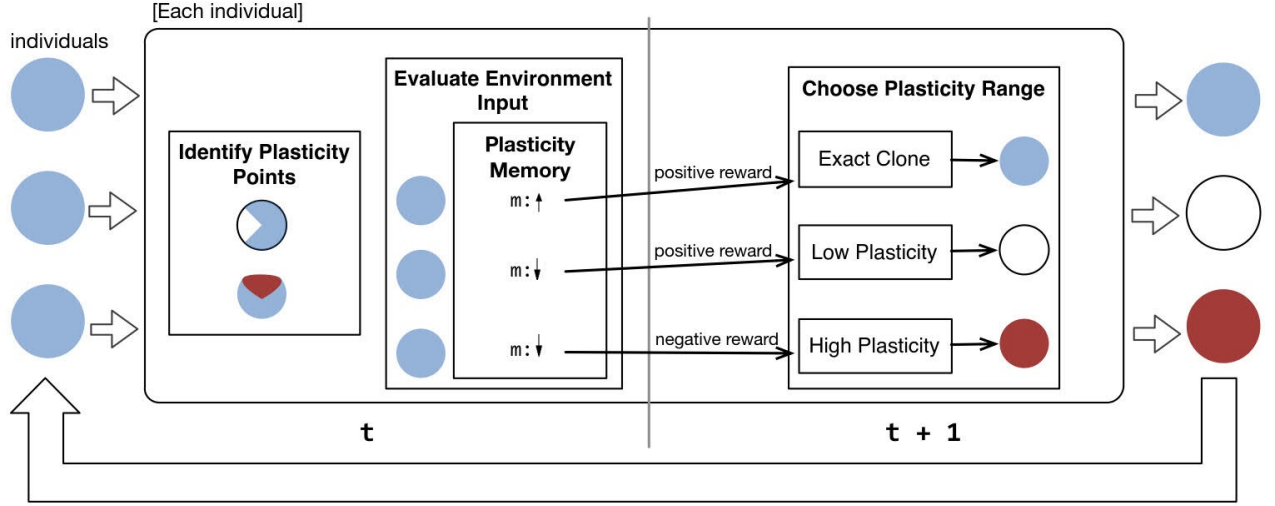 [Each individual]
individuals
Identify Plasticity
Points
Evaluate Environment
Input
Plasticity
Memory
m:↑
m:↓
m:↓
positive reward
positive reward
negative reward
Choose Plasticity Range
Exact Clone
Low Plasticity
High Plasticity
t
t + 1